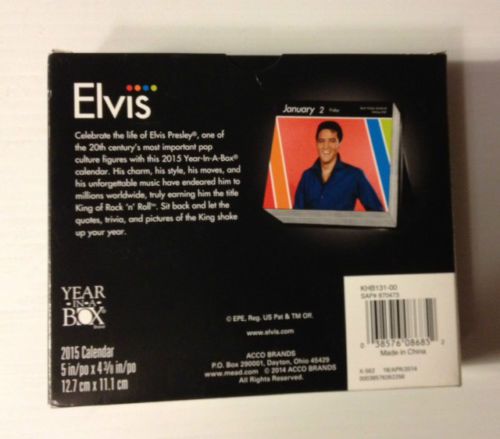 Elvis
Celebrate the life of Elvis Presley®, one of
the 20th century's most important pop
culture figures with this 2015 Year-In-A-Box®
calendar. His charm, his style, his moves, and
his unforgettable music have endeared him to
millions worldwide, truly earning him the title
King of Rock 'n' Roll™. Sit back and let the
quotes, trivia, and pictures of the King shake
up your year.
January 2 Friday
YEAR
-IN-A-
BOX®
2015 Calendar
5 in/po x 4 3/8 in/po
12.7 cm x 11.1 cm
© EPE, Reg. US Pat & TM Off.
www.elvis.com
ACCO BRANDS
P.O. Box 290001, Dayton, Ohio 45429
www.mead.com © 2014 ACCO BRANDS
All Rights Reserved.
KHB131-00
SAP# 970473
0 38576 08685 2
Made in China